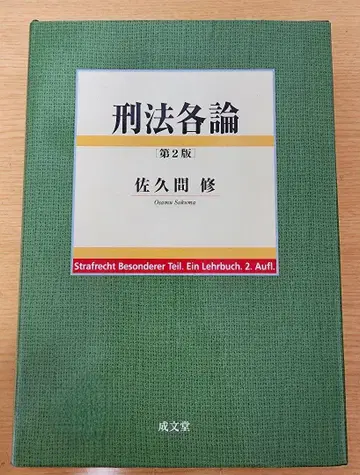 刑法各論
［第2版］
佐久間 修
Osamu Sakuma
Strafrecht Besonderer Teil. Ein Lehrbuch. 2. Aufl.
成文堂